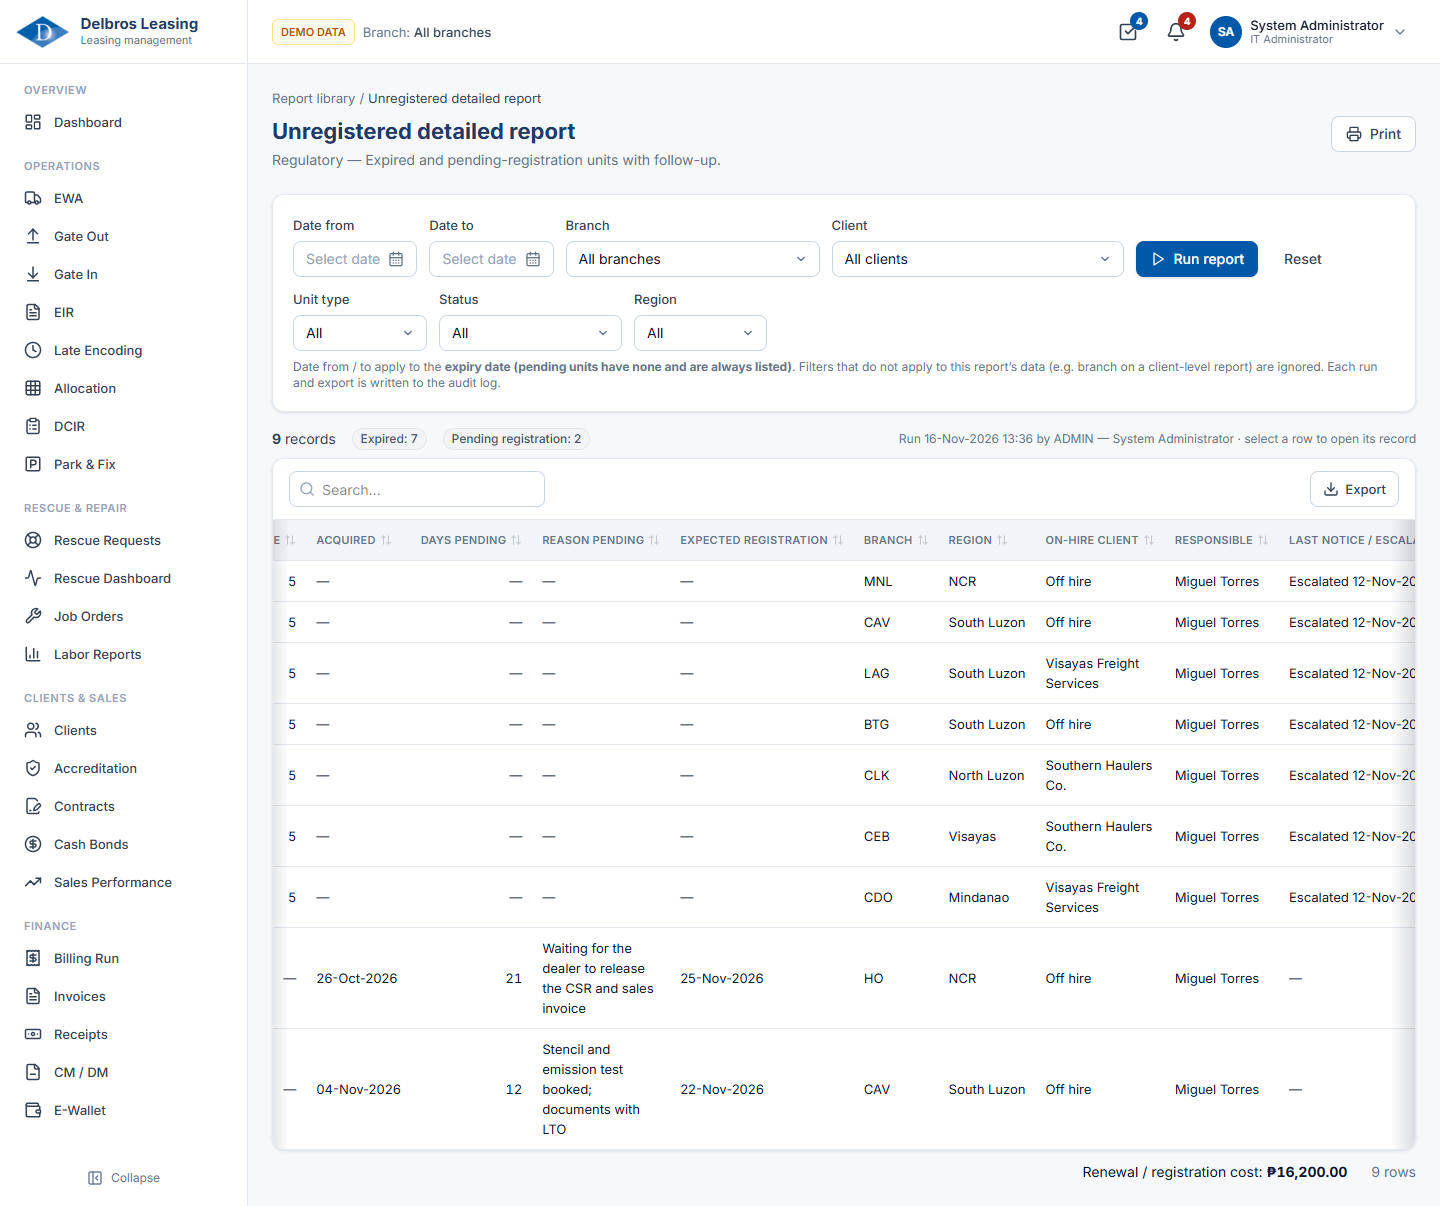 Delbros Leasing
Leasing management
DEMO DATA
Branch: All branches
4
4
SA
System Administrator
IT Administrator
OVERVIEW
Dashboard
OPERATIONS
EWA
Gate Out
Gate In
EIR
Late Encoding
Allocation
DCIR
Park & Fix
RESCUE & REPAIR
Rescue Requests
Rescue Dashboard
Job Orders
Labor Reports
CLIENTS & SALES
Clients
Accreditation
Contracts
Cash Bonds
Sales Performance
FINANCE
Billing Run
Invoices
Receipts
CM / DM
E-Wallet
Collapse
Report library / Unregistered detailed report
Unregistered detailed report
Regulatory — Expired and pending-registration units with follow-up.
Print
Date from
Date to
Branch
Client
Select date
Select date
All branches
All clients
Run report
Reset
Unit type
Status
Region
All
All
All
Date from / to apply to the expiry date (pending units have none and are always listed). Filters that do not apply to this report's data (e.g. branch on a client-level report) are ignored. Each run
and export is written to the audit log.
9 records
Expired: 7
Pending registration: 2
Run 16-Nov-2026 13:36 by ADMIN — System Administrator · select a row to open its record
Search...
Export
E ACQUIRED DAYS PENDING REASON PENDING EXPECTED REGISTRATION BRANCH REGION ON-HIRE CLIENT RESPONSIBLE LAST NOTICE / ESCALA
5 — — — — MNL NCR Off hire Miguel Torres Escalated 12-Nov-20
5 — — — — CAV South Luzon Off hire Miguel Torres Escalated 12-Nov-20
5 — — — — LAG South Luzon Visayas Freight Services Miguel Torres Escalated 12-Nov-20
5 — — — — BTG South Luzon Off hire Miguel Torres Escalated 12-Nov-20
5 — — — — CLK North Luzon Southern Haulers Co. Miguel Torres Escalated 12-Nov-20
5 — — — — CEB Visayas Southern Haulers Co. Miguel Torres Escalated 12-Nov-20
5 — — — — CDO Mindanao Visayas Freight Services Miguel Torres Escalated 12-Nov-20
— 26-Oct-2026 21 Waiting for the dealer to release the CSR and sales invoice 25-Nov-2026 HO NCR Off hire Miguel Torres —
— 04-Nov-2026 12 Stencil and emission test booked; documents with LTO 22-Nov-2026 CAV South Luzon Off hire Miguel Torres —
Renewal / registration cost: ₱16,200.00
9 rows